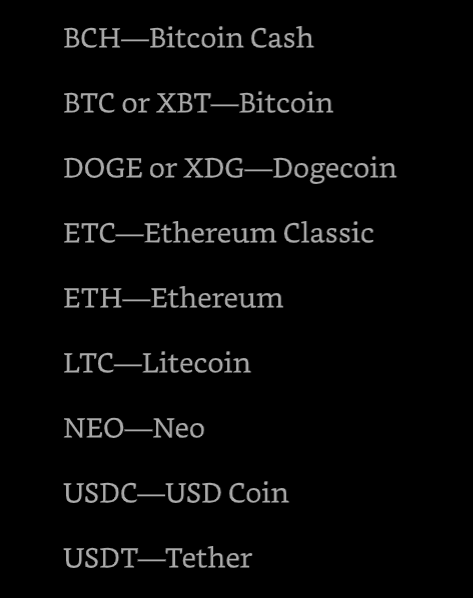 BCH—Bitcoin Cash
BTC or XBT—Bitcoin
DOGE or XDG—Dogecoin
ETC—Ethereum Classic
ETH—Ethereum
LTC—Litecoin
NEO—Neo
USDC—USD Coin
USDT—Tether